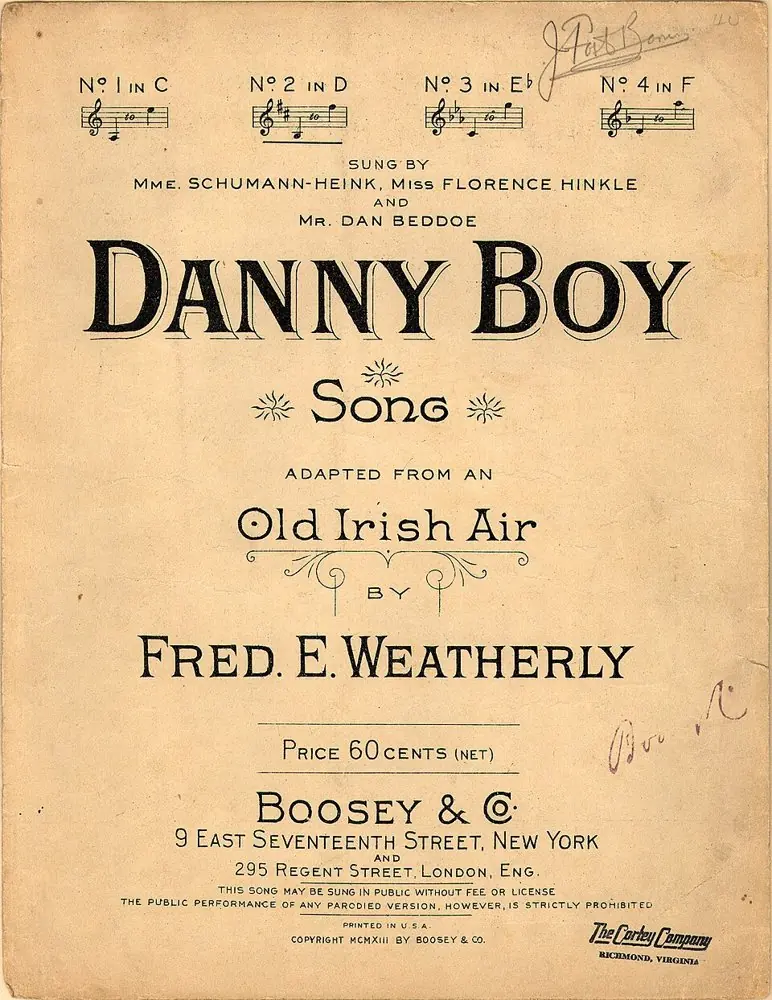 Nº. 1 IN C Nº. 2 IN D Nº. 3 IN E♭ Nº. 4 IN F
to to to to
SUNG BY
MME. SCHUMANN-HEINK, MISS FLORENCE HINKLE
AND
MR. DAN BEDDOE
DANNY BOY
SONG
ADAPTED FROM AN
Old Irish Air
BY
FRED. E. WEATHERLY
PRICE 60 CENTS (NET)
BOOSEY & Co.
9 EAST SEVENTEENTH STREET, NEW YORK
AND
295 REGENT STREET, LONDON, ENG.
THIS SONG MAY BE SUNG IN PUBLIC WITHOUT FEE OR LICENSE
THE PUBLIC PERFORMANCE OF ANY PARODIED VERSION, HOWEVER, IS STRICTLY PROHIBITED
PRINTED IN U.S.A.
COPYRIGHT MCMXIII BY BOOSEY & CO.
The Corley Company
RICHMOND, VIRGINIA